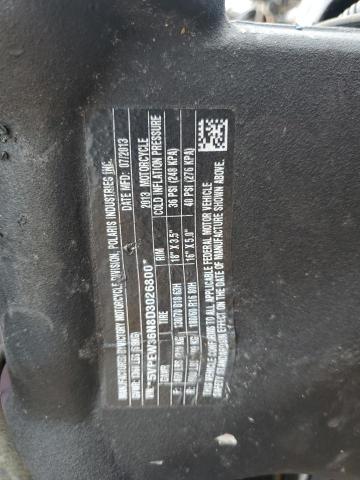 MANUFACTURED BY VICTORY MOTORCYCLE DIVISION, POLARIS INDUSTRIES INC.
DATE MFD: 07/2013
5VPEW36N8D3026800*
2013 MOTORCYCLE
RIM
COLD INFLATION PRESSURE
18" X 3.5"
36 PSI (248 KPA)
16" X 5.0"
40 PSI (276 KPA)
THIS VEHICLE CONFORMS TO ALL APPLICABLE FEDERAL MOTOR VEHICLE
SAFETY STANDARDS IN EFFECT ON THE DATE OF MANUFACTURE SHOWN ABOVE.